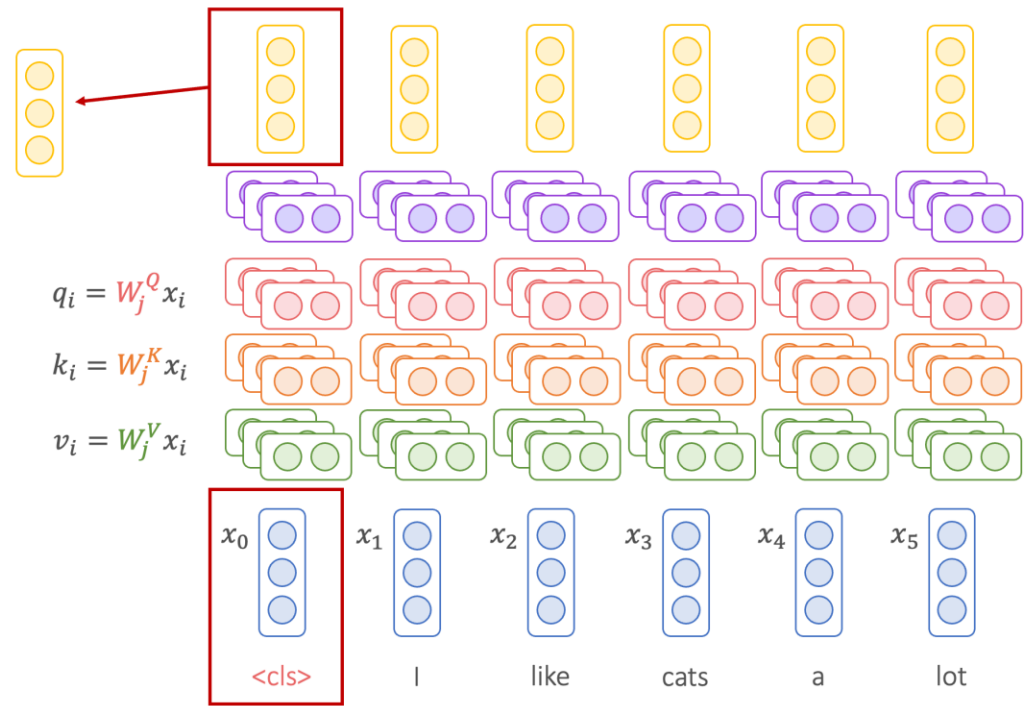 q_i = W_j^Q x_i
k_i = W_j^K x_i
v_i = W_j^V x_i
x_0 x_1 x_2 x_3 x_4 x_5
<cls> I like cats a lot